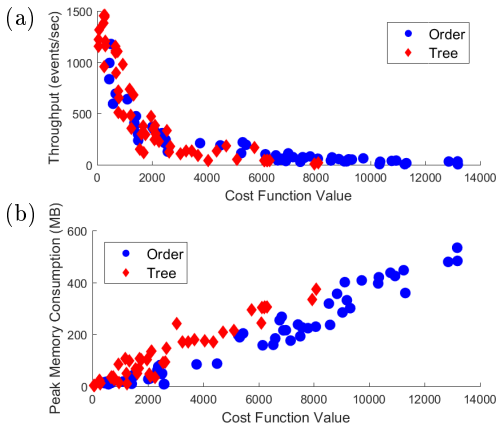 (a)
Throughput (events/sec)
1500
1000
500
0
0 2000 4000 6000 8000 10000 12000 14000
Cost Function Value
Order
Tree
(b)
Peak Memory Consumption (MB)
600
400
200
0
0 2000 4000 6000 8000 10000 12000 14000
Cost Function Value
Order
Tree